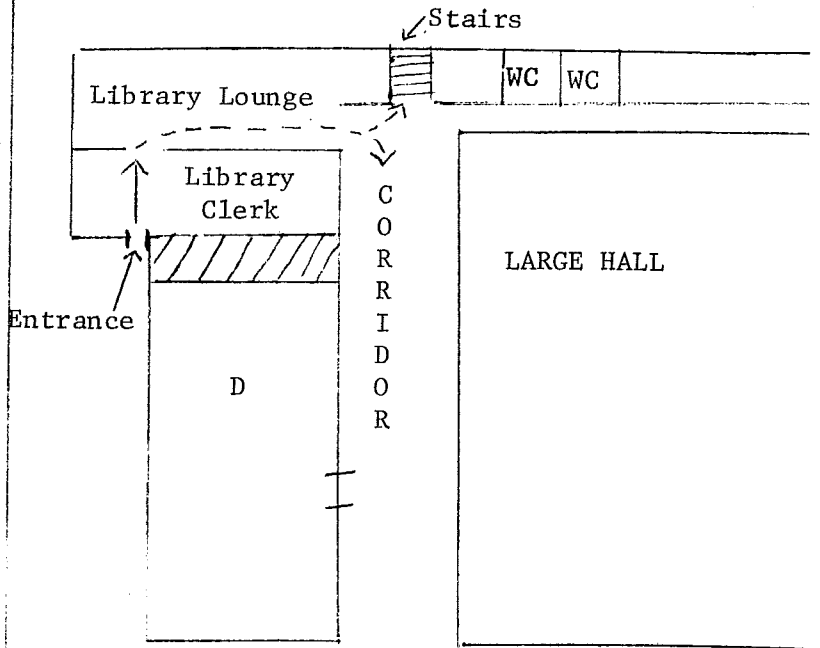 Stairs
Library Lounge
WC
WC
Library
Clerk
C
O
R
R
I
D
O
R
LARGE HALL
Entrance
D